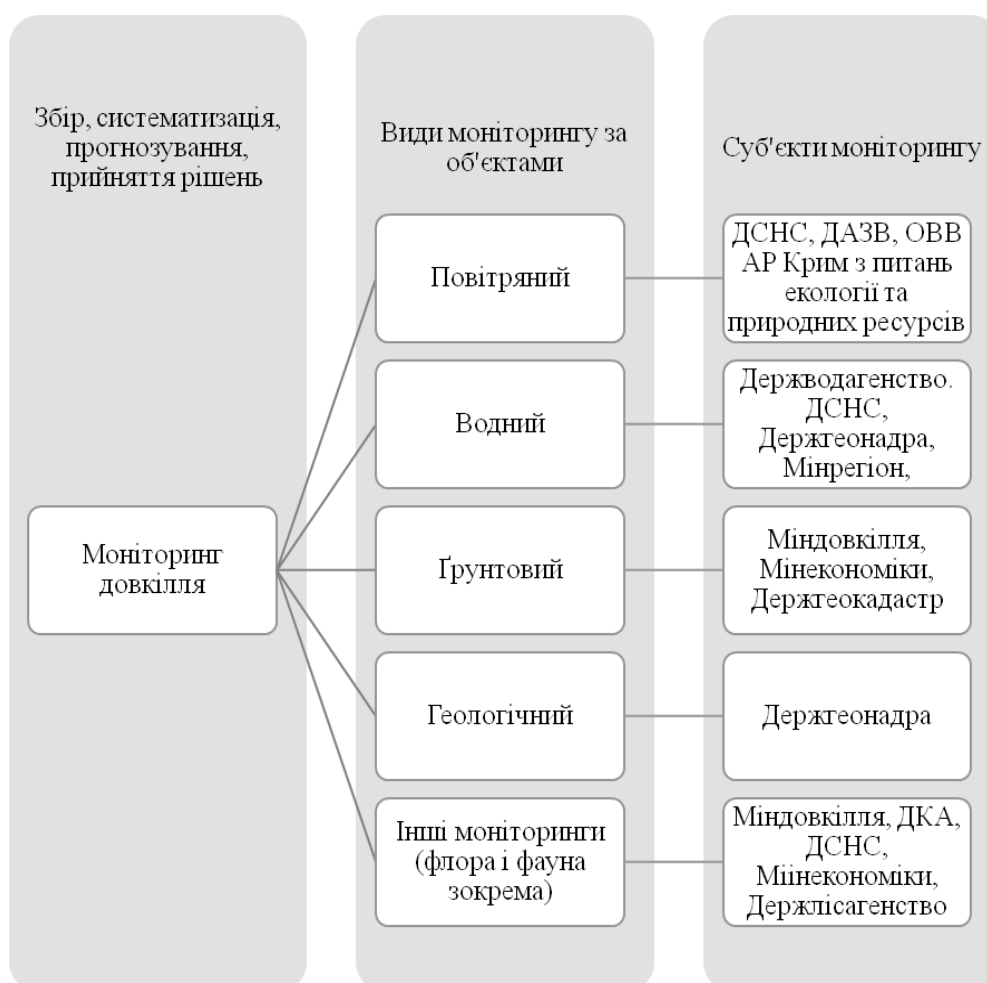 Збір, систематизація,
прогнозування,
прийняття рішень
Види моніторингу за
об'єктами
Суб'єкти моніторингу
Моніторинг
довкілля
Повітряний
ДСНС, ДАЗВ, ОВВ
АР Крим з питань
екології та
природних ресурсів
Водний
Держводагенство.
ДСНС,
Держгеонадра,
Мінрегіон,
Ґрунтовий
Міндовкілля,
Мінекономіки,
Держгеокадастр
Геологічний
Держгеонадра
Інші моніторинги
(флора і фауна
зокрема)
Міндовкілля, ДКА,
ДСНС,
Міінекономіки,
Держлісагенство